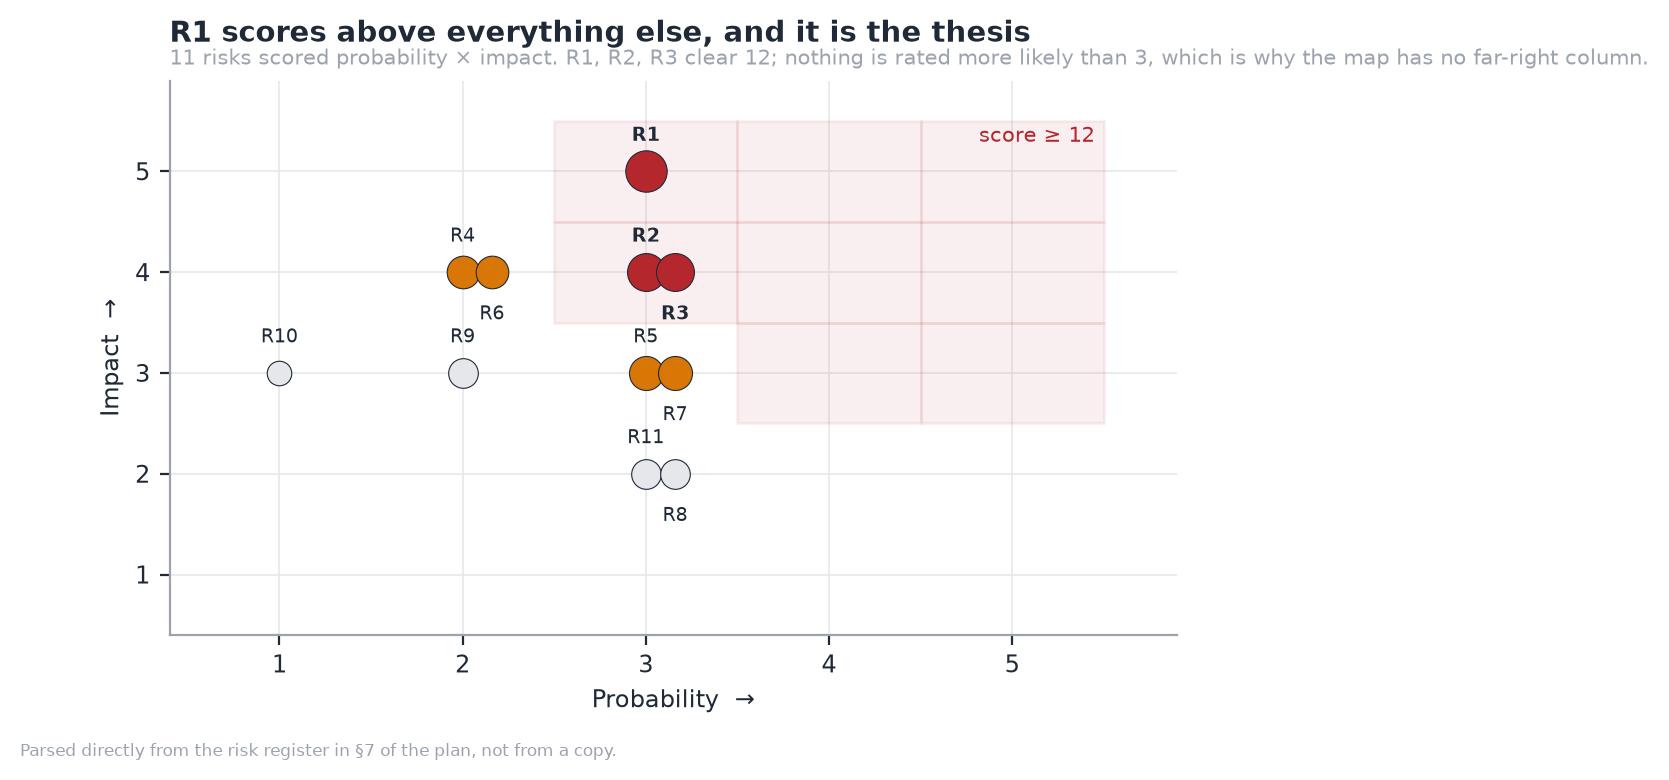 R1 scores above everything else, and it is the thesis
11 risks scored probability × impact. R1, R2, R3 clear 12; nothing is rated more likely than 3, which is why the map has no far-right column.
R1
score ≥ 12
5
R4
R2
4
R6
R3
R10
R9
R5
3
R7
R11
2
R8
1
Impact →
1 2 3 4 5
Probability →
Parsed directly from the risk register in §7 of the plan, not from a copy.